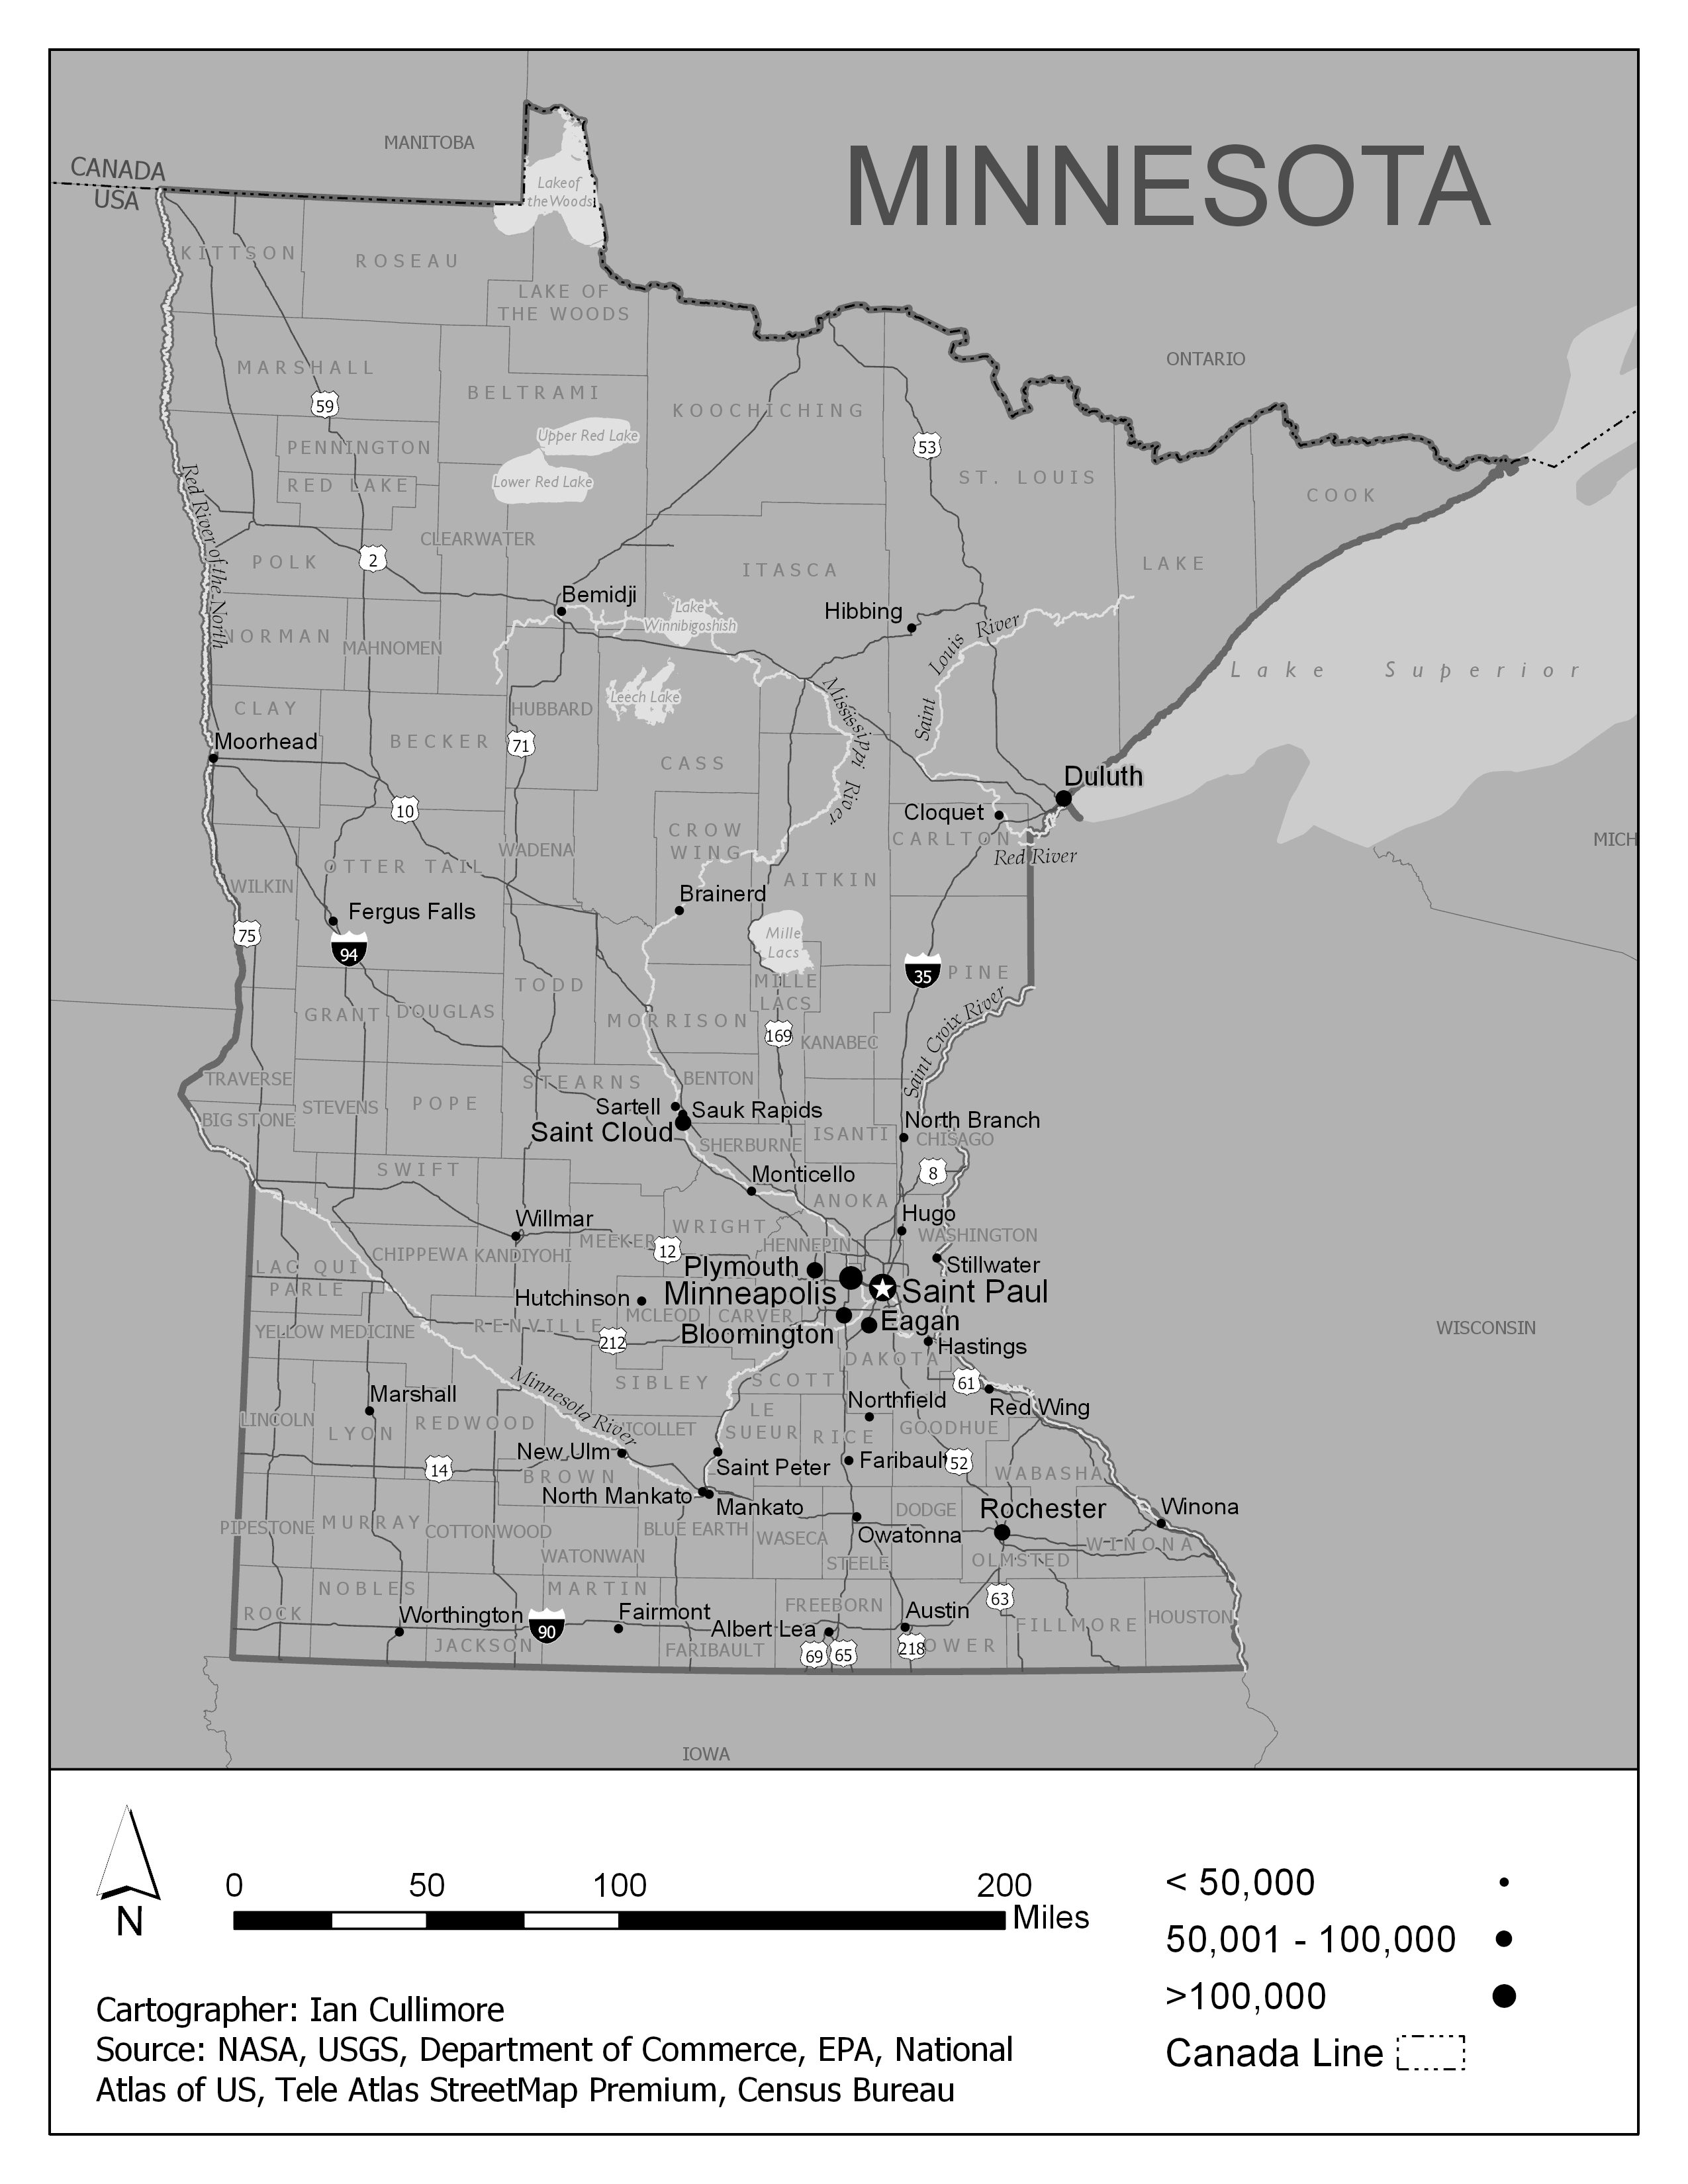 MINNESOTA
MANITOBA
CANADA
USA
Lake of
the Woods
KITTSON
ROSEAU
LAKE OF
THE WOODS
ONTARIO
MARSHALL
BELTRAMI
KOOCHICHING
59
53
Upper Red Lake
PENNINGTON
Lower Red Lake
RED LAKE
ST. LOUIS
COOK
Red River of the North
CLEARWATER
2
POLK
ITASCA
LAKE
Bemidji
Lake
Winnibigoshish
Hibbing
Saint Louis River
NORMAN
MAHNOMEN
Lake Superior
Leech Lake
Mississippi River
CLAY
HUBBARD
Moorhead
BECKER
71
CASS
Duluth
10
Cloquet
CROW
WING
CARLTON
MICH
Red River
WADENA
OTTER TAIL
AITKIN
WILKIN
Brainerd
Fergus Falls
75
94
Mille
Lacs
35
PINE
MILLE
LACS
TODD
GRANT
DOUGLAS
MORRISON
169
KANABEC
Saint Croix River
TRAVERSE
STEARNS
BENTON
BIG STONE
STEVENS
POPE
Sartell
Sauk Rapids
Saint Cloud
North Branch
ISANTI
CHISAGO
SHERBURNE
SWIFT
8
Monticello
ANOKA
Hugo
Willmar
WRIGHT
WASHINGTON
MEEKER
12
HENNEPIN
CHIPPEWA
KANDIYOHI
LAC QUI
PARLE
Plymouth
Stillwater
Minneapolis
Saint Paul
Hutchinson
MCLEOD
CARVER
Eagan
YELLOW MEDICINE
RENVILLE
212
Bloomington
WISCONSIN
Hastings
DAKOTA
Minnesota River
SIBLEY
SCOTT
61
Marshall
Northfield
Red Wing
LINCOLN
LYON
REDWOOD
NICOLLET
LE
SUEUR
RICE
GOODHUE
New Ulm
Saint Peter
Faribault
52
14
BROWN
WABASHA
North Mankato
Mankato
DODGE
Rochester
Winona
PIPESTONE
MURRAY
COTTONWOOD
BLUE EARTH
WASECA
Owatonna
WINONA
WATONWAN
STEELE
OLMSTED
NOBLES
MARTIN
63
ROCK
Worthington
90
Fairmont
Albert Lea
FREEBORN
Austin
FILLMORE
HOUSTON
JACKSON
FARIBAULT
69
65
218
OWER
IOWA
N
0 50 100 200
Miles
< 50,000
50,001 - 100,000
>100,000
Canada Line
Cartographer: Ian Cullimore
Source: NASA, USGS, Department of Commerce, EPA, National
Atlas of US, Tele Atlas StreetMap Premium, Census Bureau